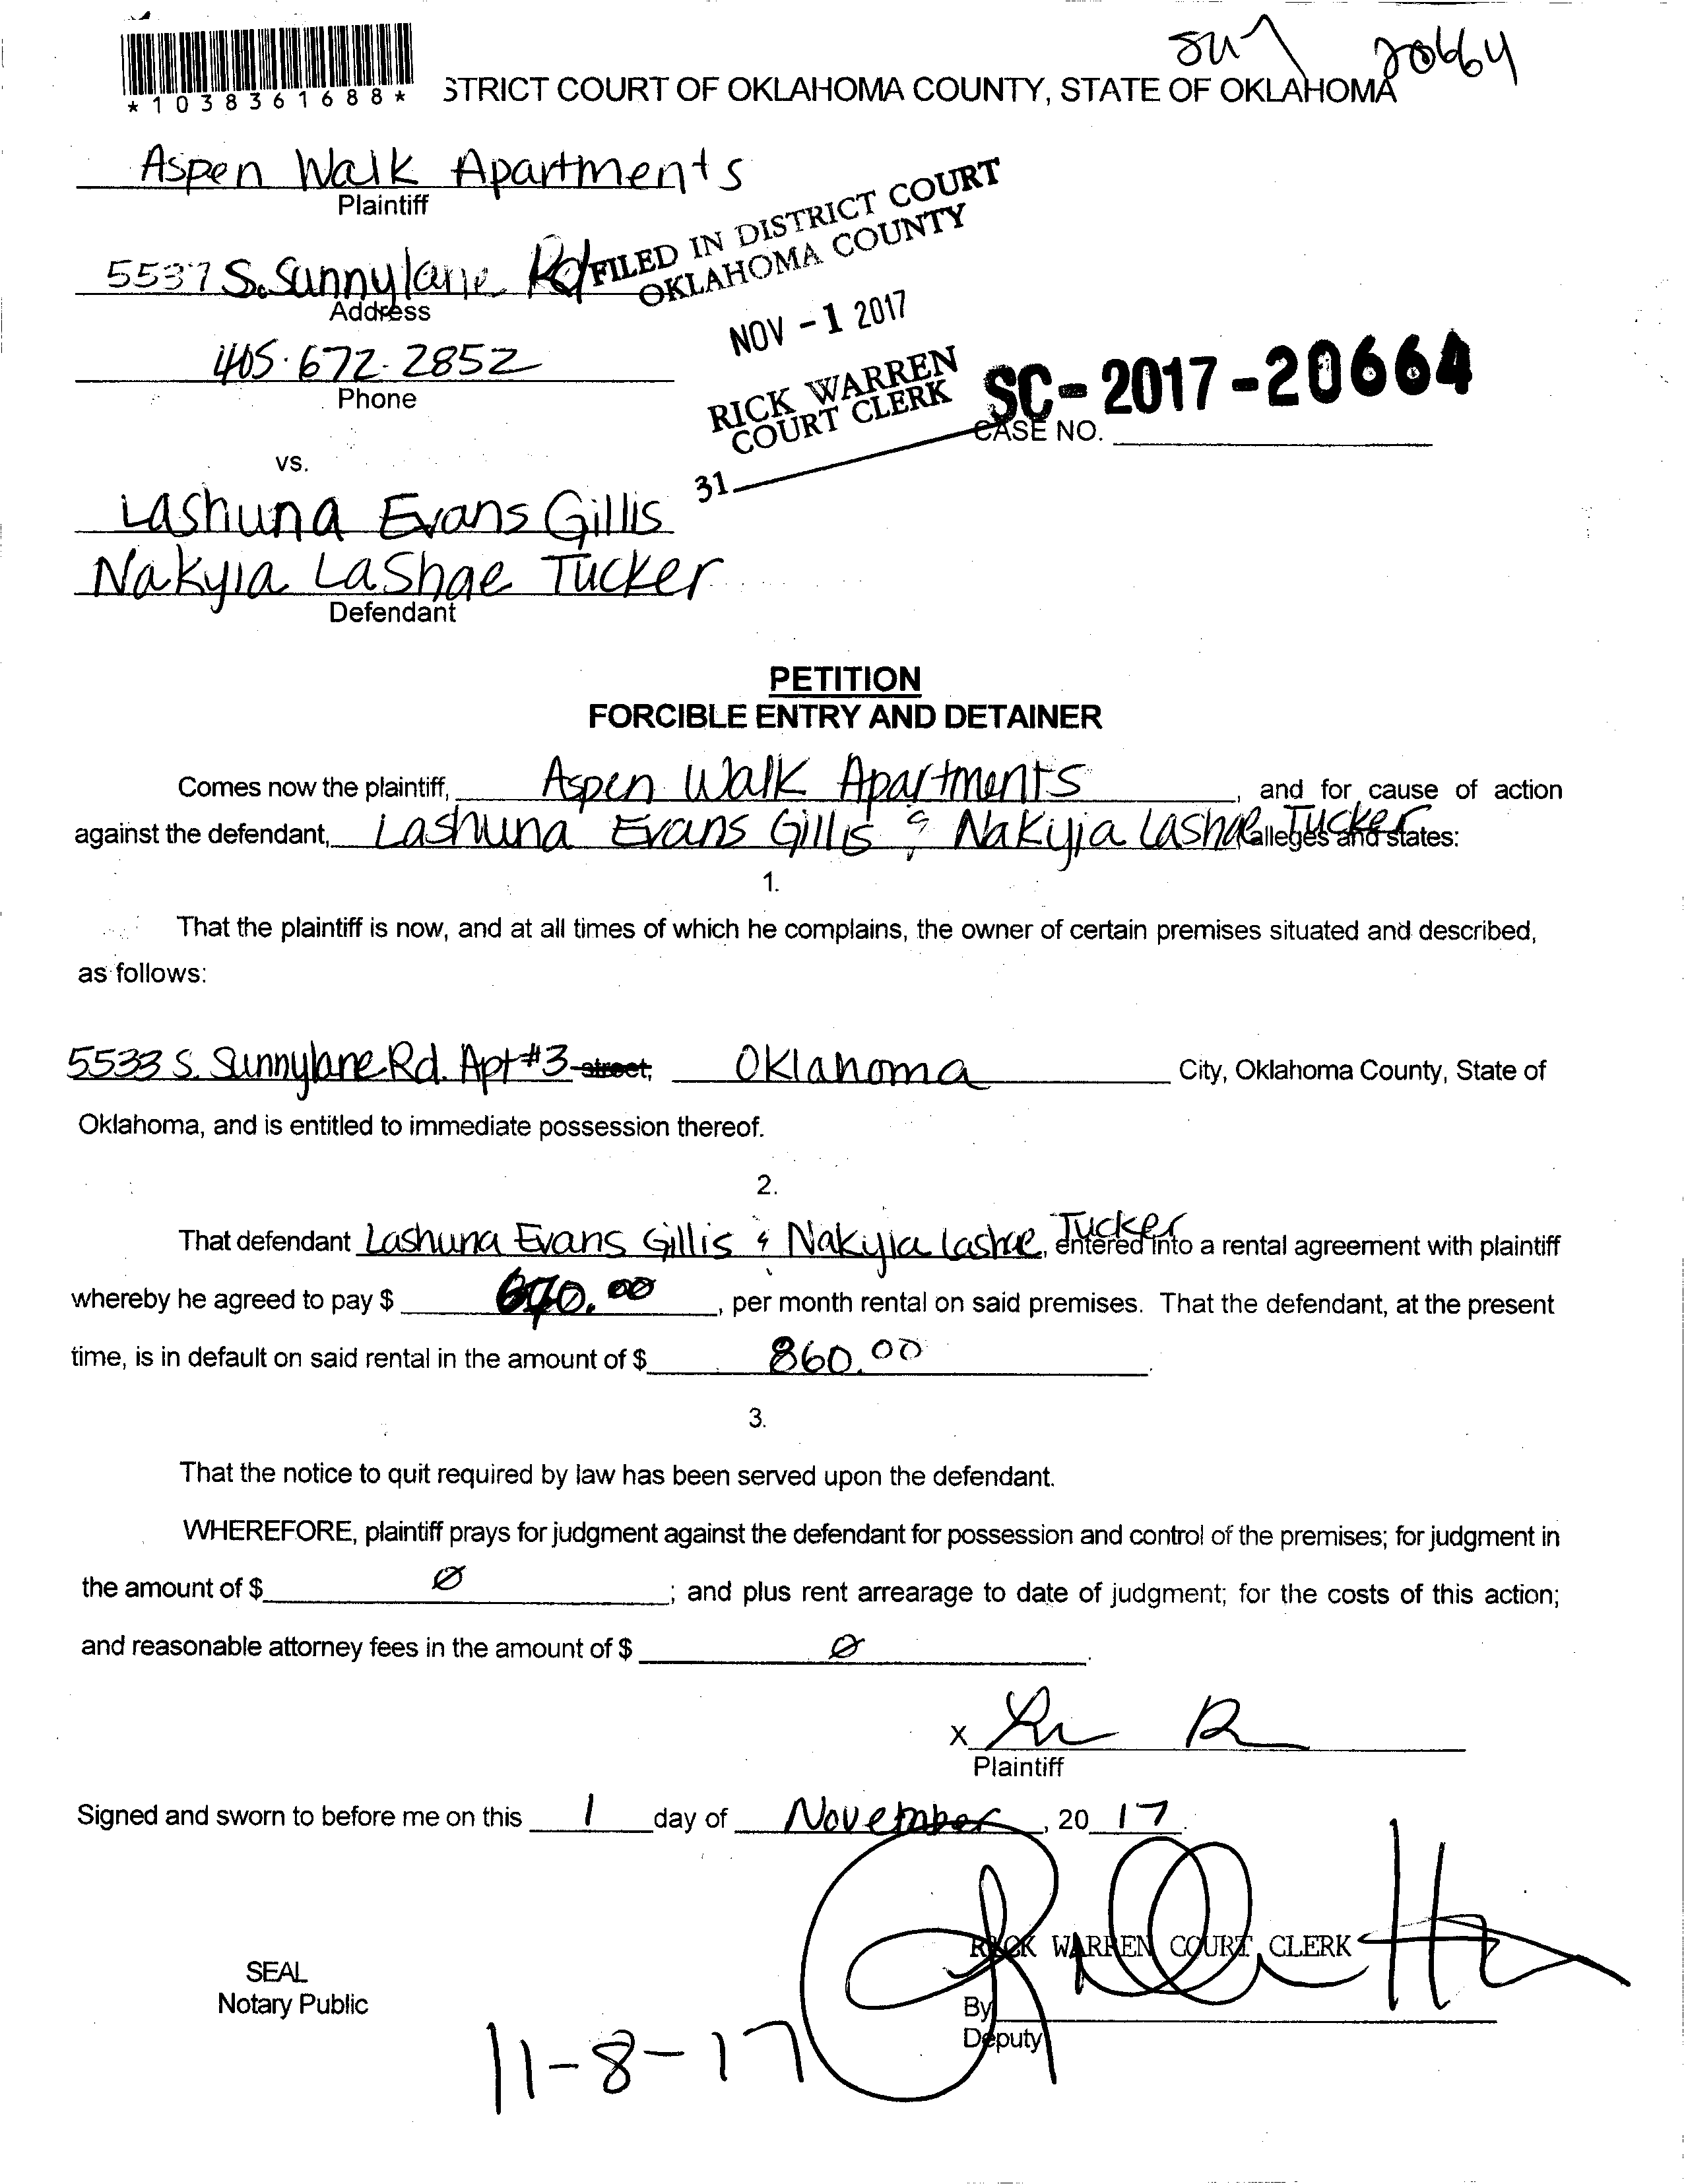 su 20664
*1038361688*
STRICT COURT OF OKLAHOMA COUNTY, STATE OF OKLAHOMA
Aspen Walk Apartments
Plaintiff
5537 S. Sunnylane Rd
Address
405.672.2852
Phone
FILED IN DISTRICT COURT
OKLAHOMA COUNTY
NOV -1 2017
RICK WARREN
COURT CLERK
31
SC-2017-20664
CASE NO.
vs.
Lashuna Evans Gillis
Nakyia LaShae Tucker
Defendant
PETITION
FORCIBLE ENTRY AND DETAINER
Comes now the plaintiff, Aspen Walk Apartments, and for cause of action
against the defendant, Lashuna Evans Gillis & Nakyia Lashae Tucker alleges and states:
1.
That the plaintiff is now, and at all times of which he complains, the owner of certain premises situated and described,
as follows:
5533 S. Sunnylane Rd. Apt #3 street, Oklahoma City, Oklahoma County, State of
Oklahoma, and is entitled to immediate possession thereof.
2.
That defendant Lashuna Evans Gillis & Nakyia Lashae Tucker, entered into a rental agreement with plaintiff
whereby he agreed to pay $ , per month rental on said premises. That the defendant, at the present
time, is in default on said rental in the amount of $ 860.00.
3.
That the notice to quit required by law has been served upon the defendant.
WHEREFORE, plaintiff prays for judgment against the defendant for possession and control of the premises; for judgment in
the amount of $ Ø ; and plus rent arrearage to date of judgment; for the costs of this action;
and reasonable attorney fees in the amount of $ Ø .
X
Plaintiff
Signed and sworn to before me on this 1 day of November, 20 17.
RICK WARREN COURT CLERK
SEAL
Notary Public
By
Deputy
11-8-17